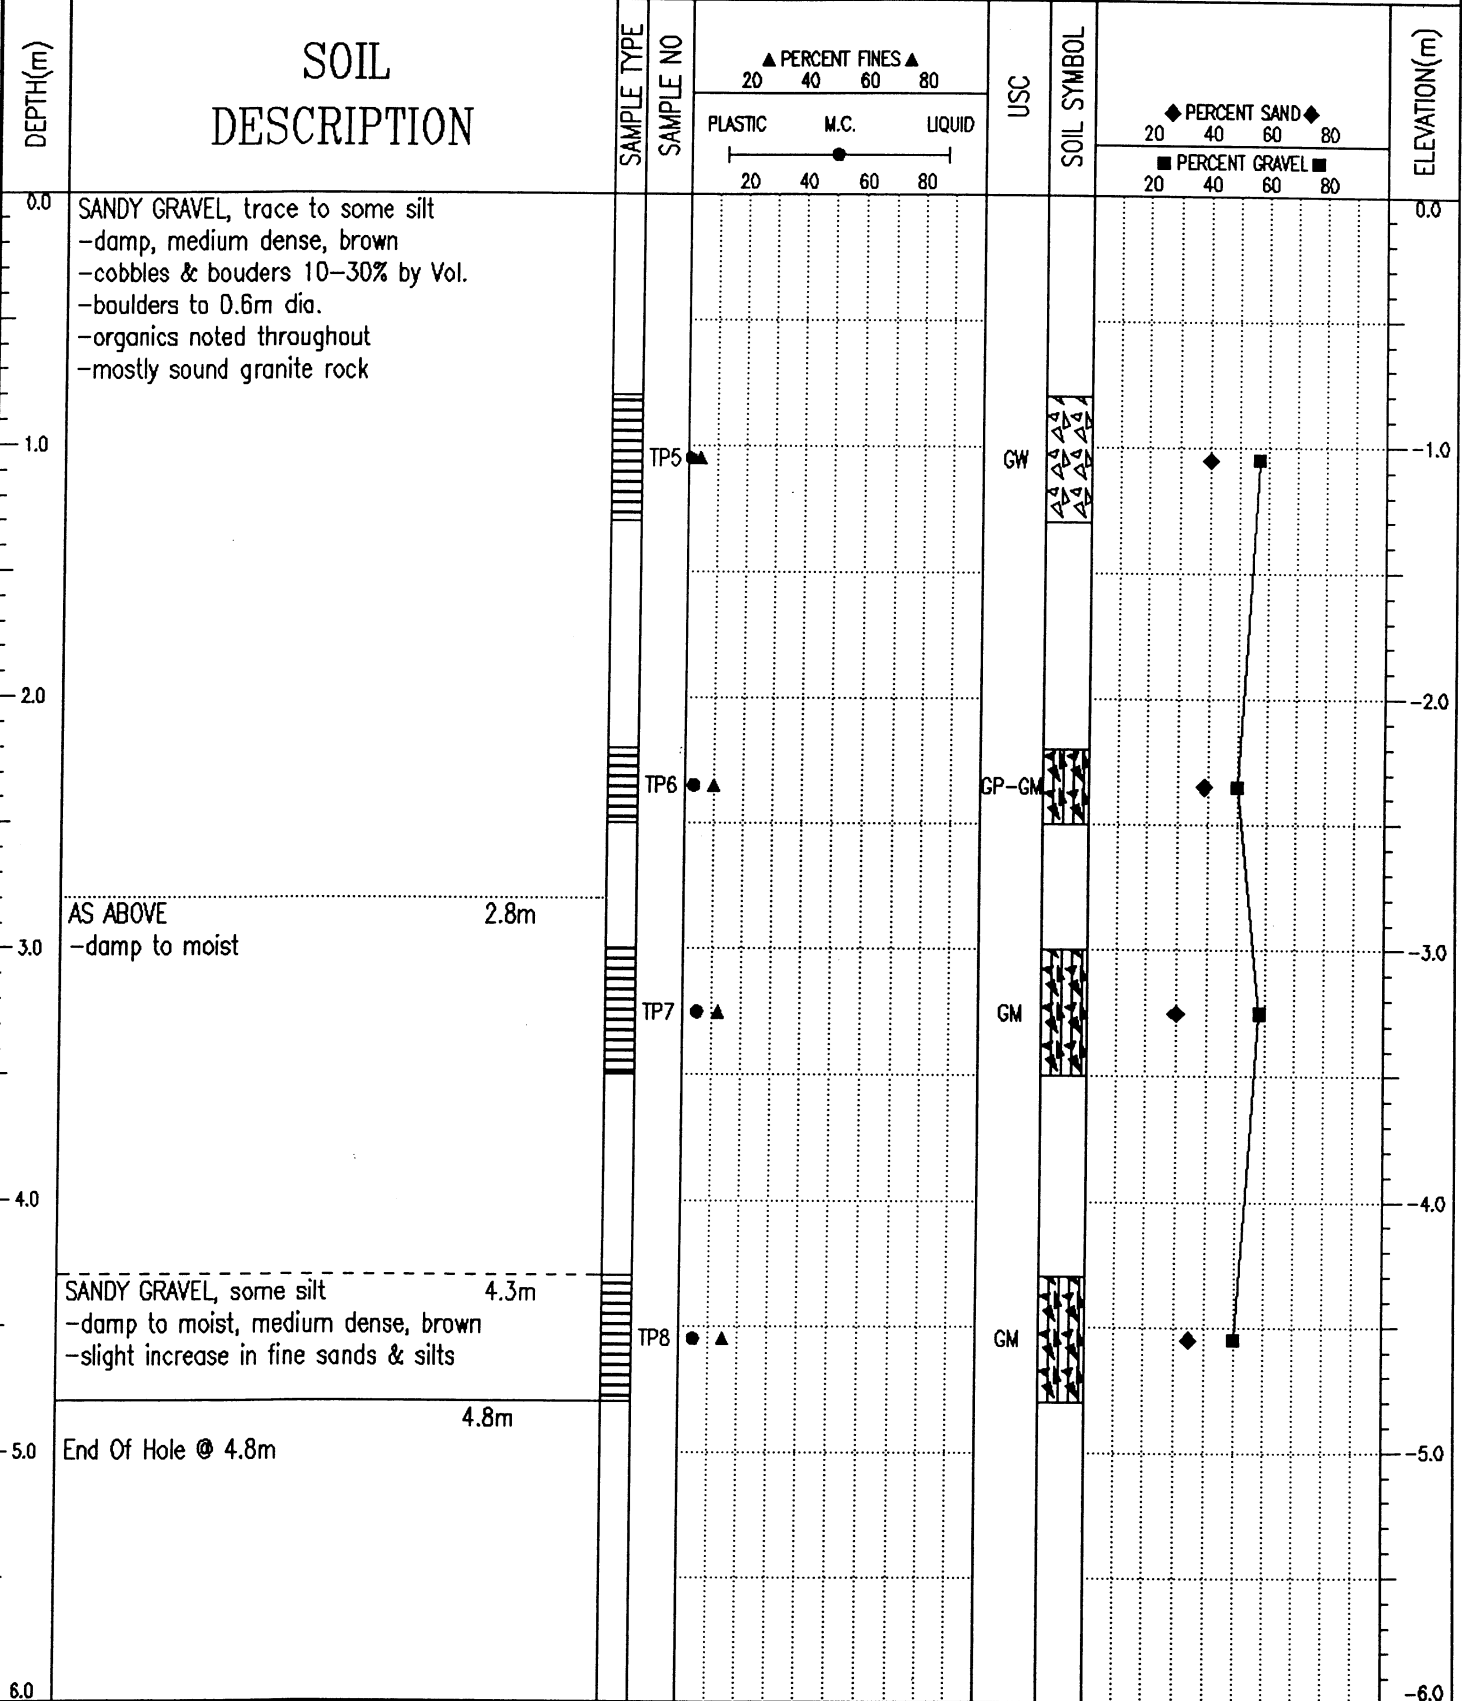 DEPTH(m)
SOIL
DESCRIPTION
SAMPLE TYPE
SAMPLE NO
▲ PERCENT FINES ▲
20 40 60 80
PLASTIC M.C. LIQUID
20 40 60 80
USC
SOIL SYMBOL
◆ PERCENT SAND ◆
20 40 60 80
■ PERCENT GRAVEL ■
20 40 60 80
ELEVATION(m)
0.0
SANDY GRAVEL, trace to some silt
0.0
-damp, medium dense, brown
-cobbles & bouders 10-30% by Vol.
-boulders to 0.6m dia.
-organics noted throughout
-mostly sound granite rock
1.0
TP5
GW
-1.0
2.0
-2.0
TP6
GP-GM
AS ABOVE 2.8m
3.0
-damp to moist
-3.0
TP7
GM
4.0
-4.0
SANDY GRAVEL, some silt 4.3m
-damp to moist, medium dense, brown
TP8
GM
-slight increase in fine sands & silts
4.8m
5.0
End Of Hole @ 4.8m
-5.0
6.0
-6.0